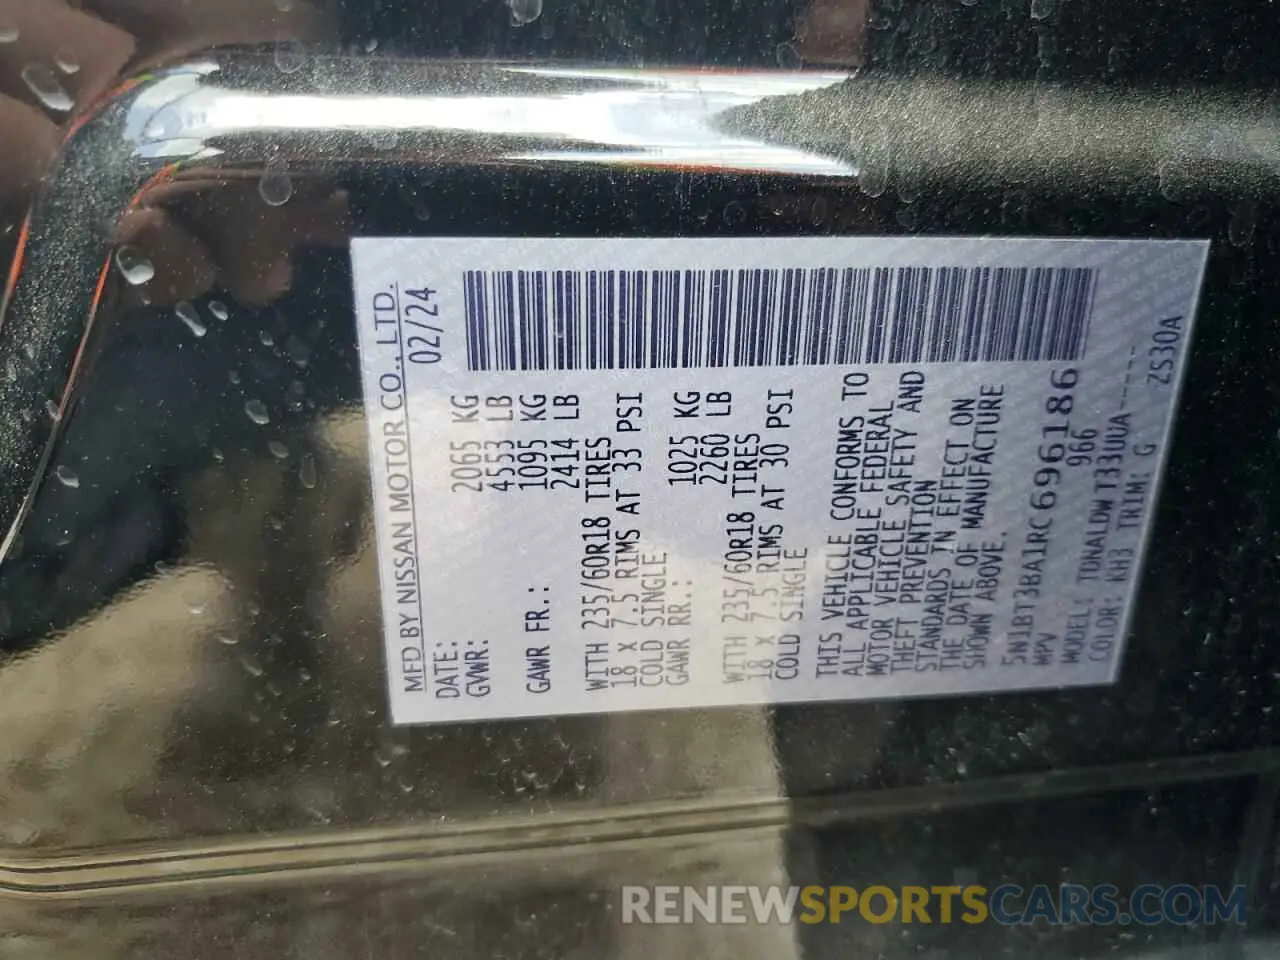 MFD BY NISSAN MOTOR CO., LTD.
DATE: 02/24
GVWR: 2065 KG
4553 LB
GAWR FR.: 1095 KG
2414 LB
WITH 235/60R18 TIRES
18 X 7.5 RIMS AT 33 PSI
COLD SINGLE
GAWR RR.: 1025 KG
2260 LB
WITH 235/60R18 TIRES
18 X 7.5 RIMS AT 30 PSI
COLD SINGLE
THIS VEHICLE CONFORMS TO
ALL APPLICABLE FEDERAL
MOTOR VEHICLE SAFETY AND
THEFT PREVENTION
STANDARDS IN EFFECT ON
THE DATE OF MANUFACTURE
SHOWN ABOVE.
5N1BT3BA1RC696186
MPV 966
MODEL: TDNALDW T33UUA-----
COLOR: KH3 TRIM: G ZS30A
RENEWSPORTSCARS.COM